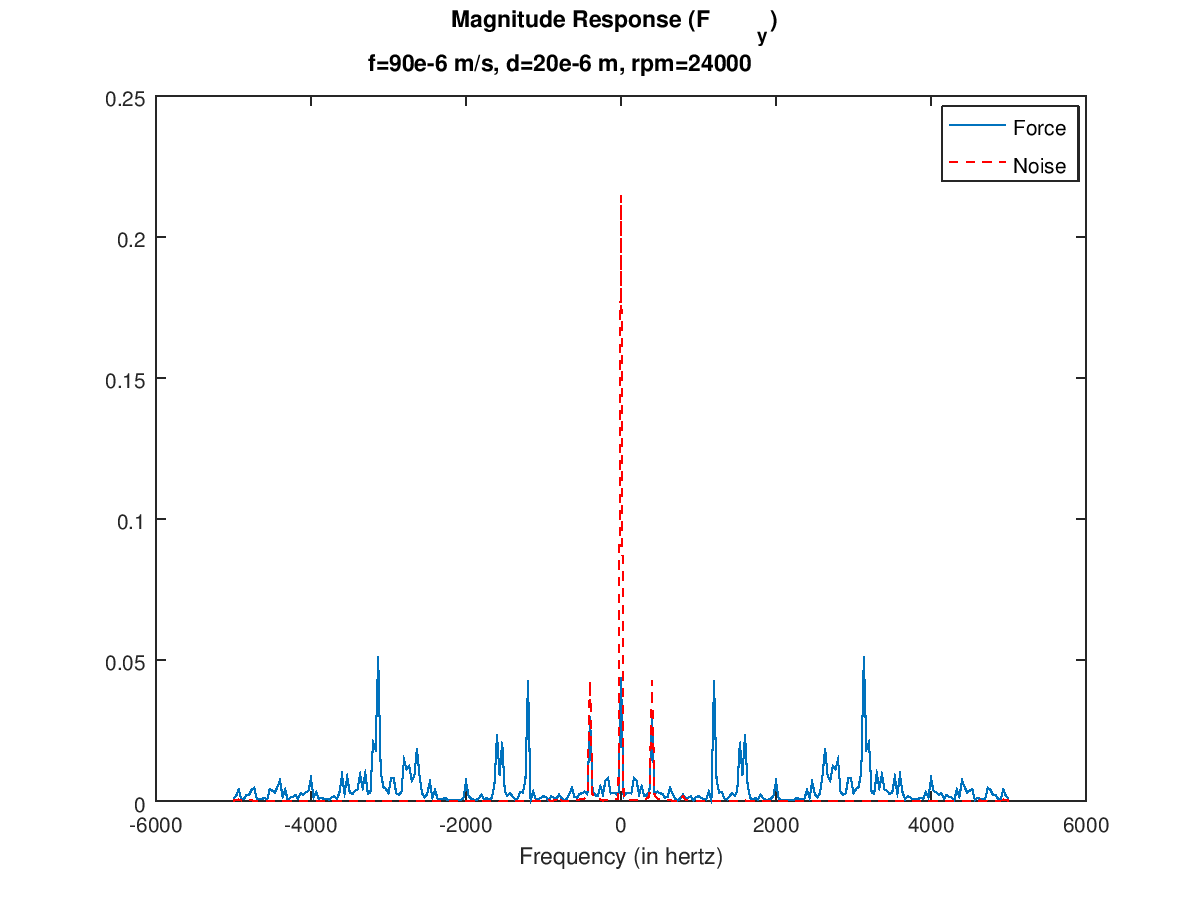 Magnitude Response (F y)
f=90e-6 m/s, d=20e-6 m, rpm=24000
0.25
0.2
0.15
0.1
0.05
0
-6000 -4000 -2000 0 2000 4000 6000
Frequency (in hertz)
Force
Noise